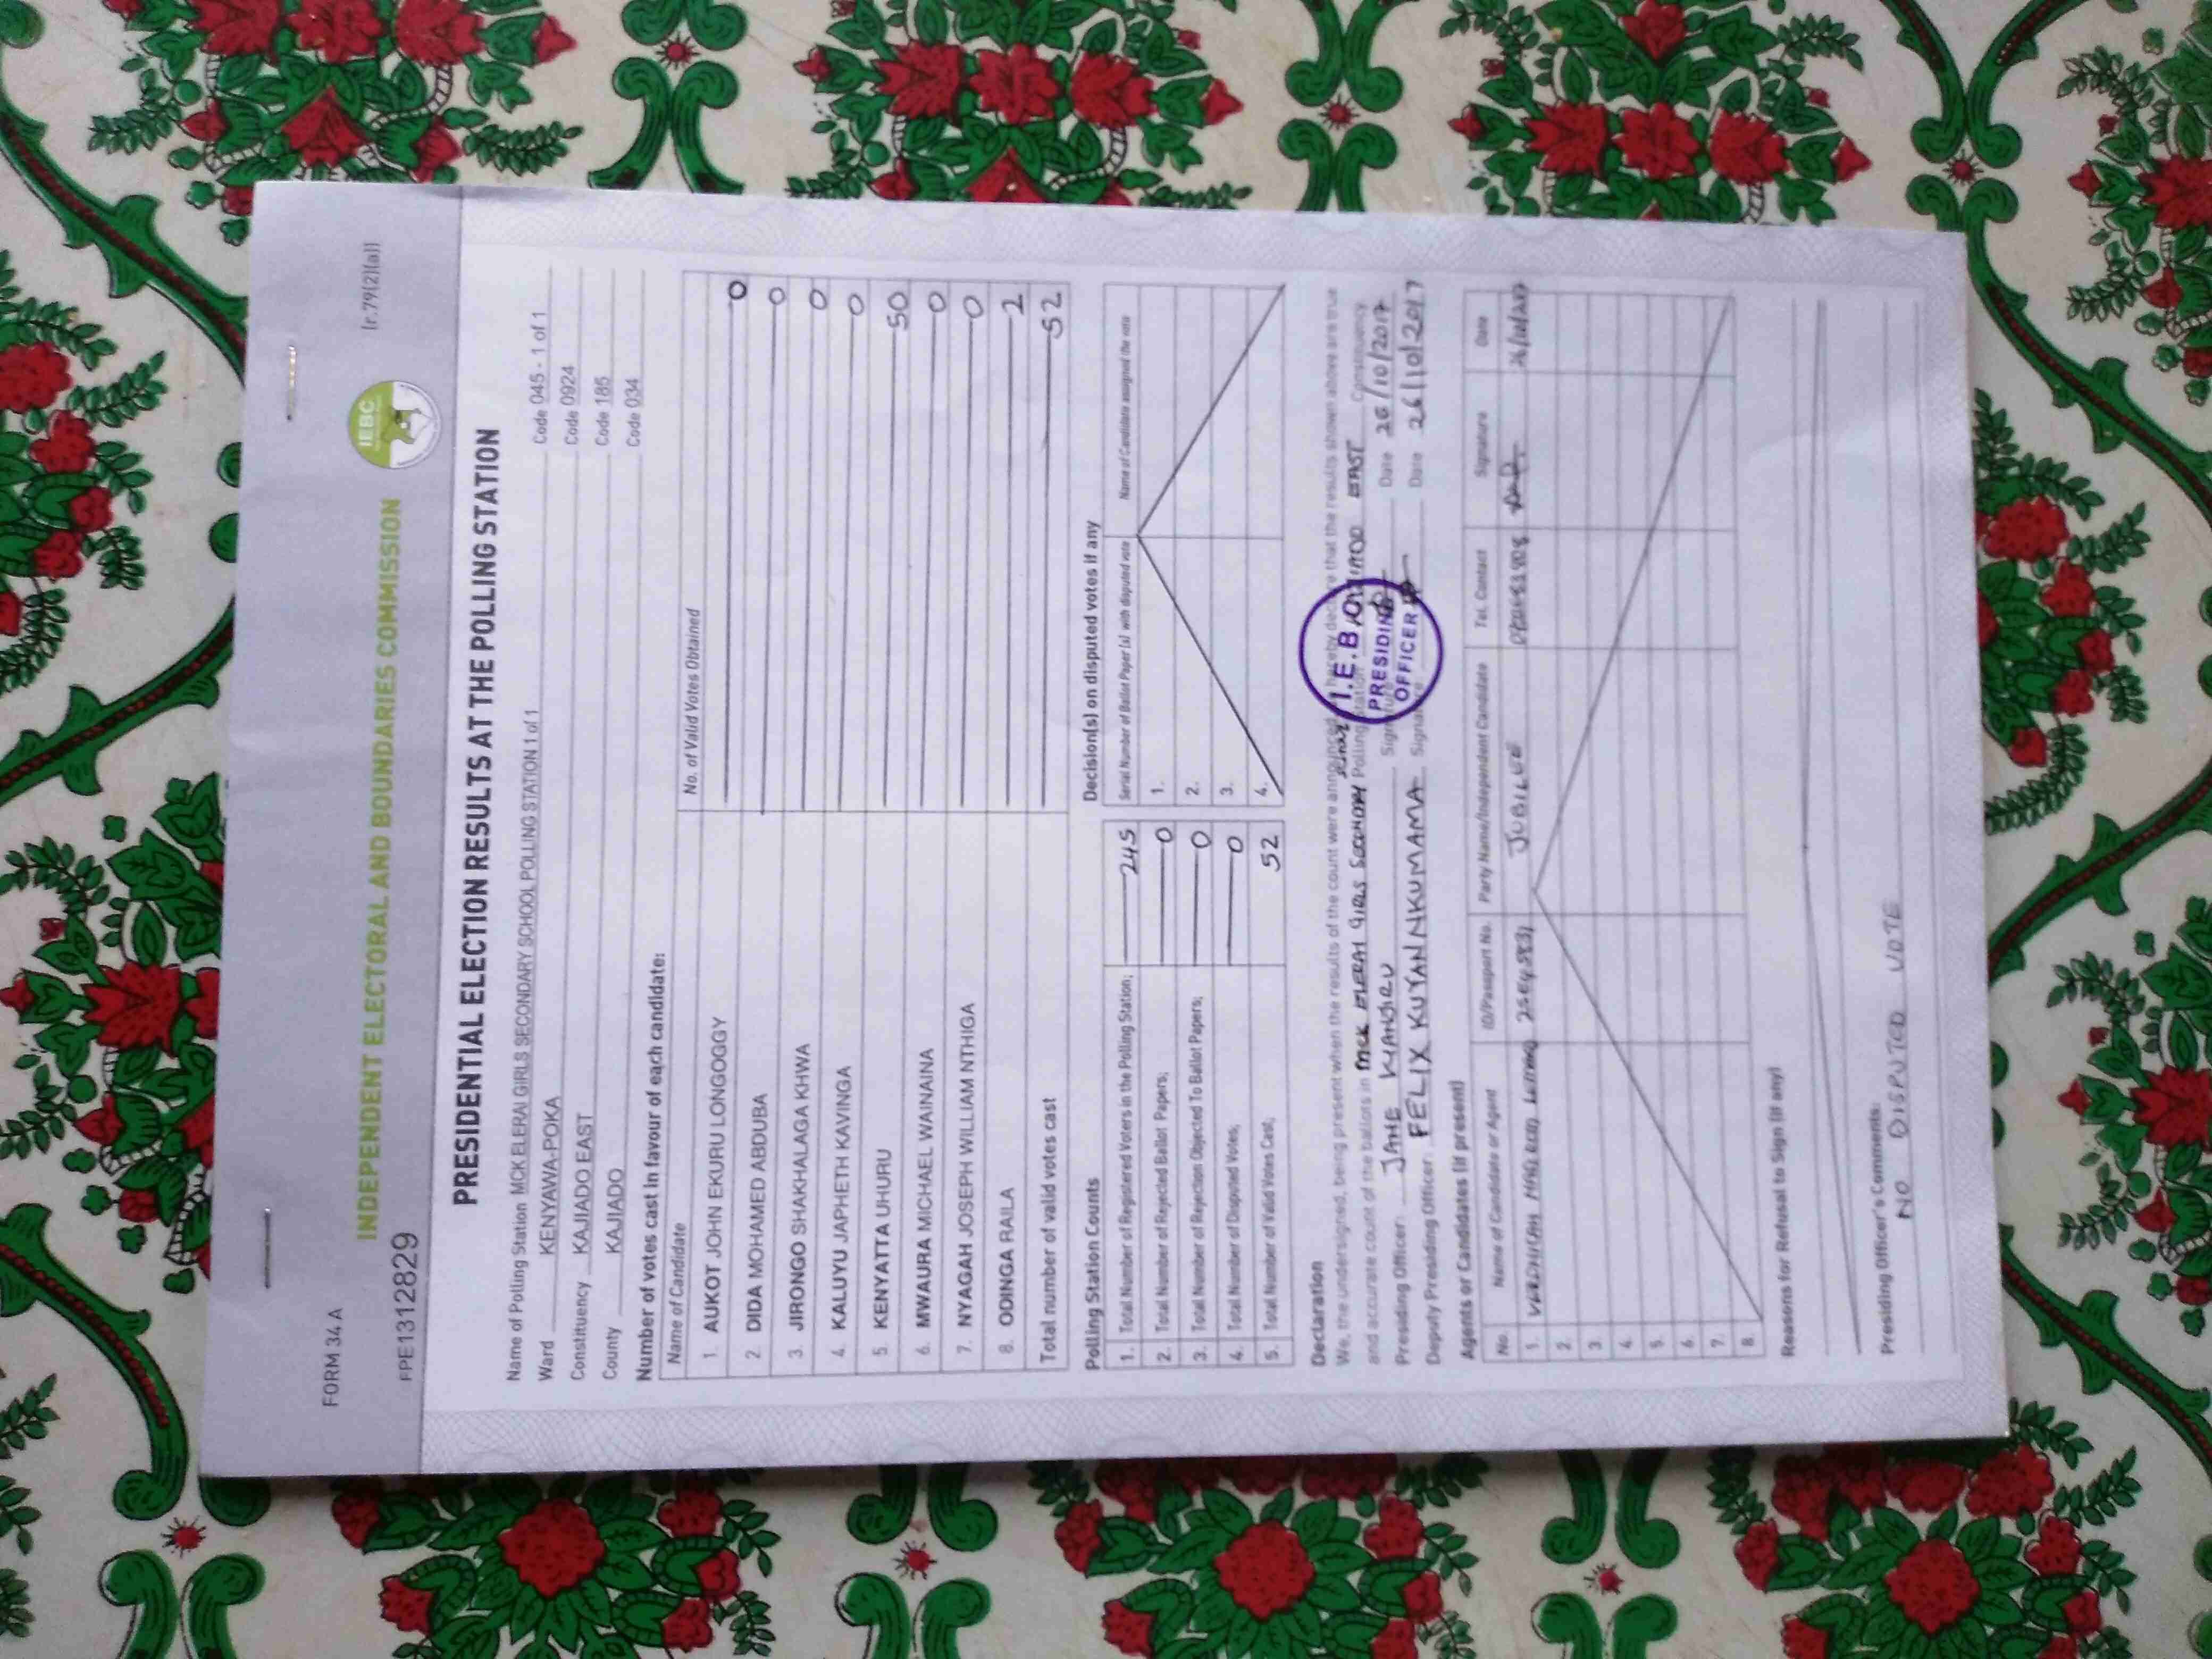 FORM 34 A
[r.79(2)(a)]
IEBC
INDEPENDENT ELECTORAL AND BOUNDARIES COMMISSION
FPE1312829
PRESIDENTIAL ELECTION RESULTS AT THE POLLING STATION
Name of Polling Station MCK ELERAI GIRLS SECONDARY SCHOOL POLLING STATION 1 of 1 Code 045 - 1 of 1
Ward KENYAWA-POKA Code 0924
Constituency KAJIADO EAST Code 185
County KAJIADO Code 034
Number of votes cast in favour of each candidate:
Name of Candidate No. of Valid Votes Obtained
1. AUKOT JOHN EKURU LONGOGGY 0
2 DIDA MOHAMED ABDUBA 0
3. JIRONGO SHAKHALAGA KHWA 0
4. KALUYU JAPHETH KAVINGA 0
5. KENYATTA UHURU 50
6. MWAURA MICHAEL WAINAINA 0
7. NYAGAH JOSEPH WILLIAM NTHIGA 0
8. ODINGA RAILA 2
Total number of valid votes cast 52
Polling Station Counts
1. Total Number of Registered Voters in the Polling Station; 245
2. Total Number of Rejected Ballot Papers; 0
3. Total Number of Rejection Objected To Ballot Papers; 0
4. Total Number of Disputed Votes; 0
5. Total Number of Valid Votes Cast; 52
Decision(s) on disputed votes if any
Serial Number of Ballot Paper (s) with disputed vote Name of Candidate assigned the vote
1.
2.
3.
4.
Declaration
We, the undersigned, being present when the results of the count were announced, hereby declare that the results shown above are true
and accurate count of the ballots in MCK ELERAI GIRLS SECONDARY Polling Station EAST Constituency
Presiding Officer: JANE Signature Date 26/10/2017
Deputy Presiding Officer: FELIX KUYAN NKUMAMA Signature Date 26/10/2017
I.E.B.C
PRESIDING
OFFICER
Agents or Candidates (if present)
No. Name of Candidate or Agent ID/Passport No. Party Name/Independent Candidate Tel. Contact Signature Date
1. JUBILEE
2.
3.
4.
5.
6.
7.
8.
Reasons for Refusal to Sign (if any)
Presiding Officer's Comments:
NO DISPUTED VOTE